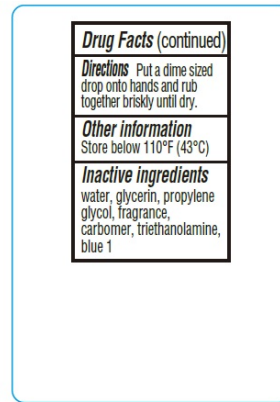 Drug Facts (continued)
Directions Put a dime sized
drop onto hands and rub
together briskly until dry.
Other information
Store below 110°F (43°C)
Inactive ingredients
water, glycerin, propylene
glycol, fragrance,
carbomer, triethanolamine,
blue 1